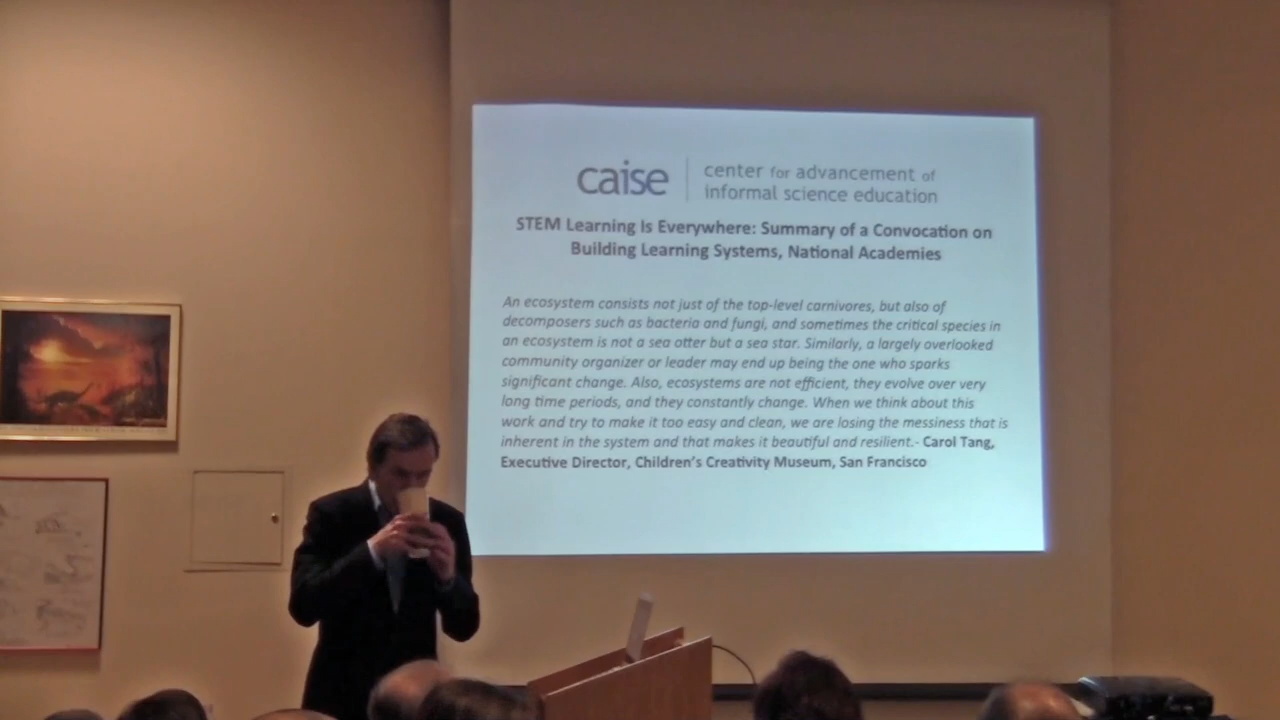 caise
center for advancement of
informal science education
STEM Learning Is Everywhere: Summary of a Convocation on
Building Learning Systems, National Academies
An ecosystem consists not just of the top-level carnivores, but also of
decomposers such as bacteria and fungi, and sometimes the critical species in
an ecosystem is not a sea otter but a sea star. Similarly, a largely overlooked
community organizer or leader may end up being the one who sparks
significant change. Also, ecosystems are not efficient, they evolve over very
long time periods, and they constantly change. When we think about this
work and try to make it too easy and clean, we are losing the messiness that is
inherent in the system and that makes it beautiful and resilient.- Carol Tang,
Executive Director, Children's Creativity Museum, San Francisco